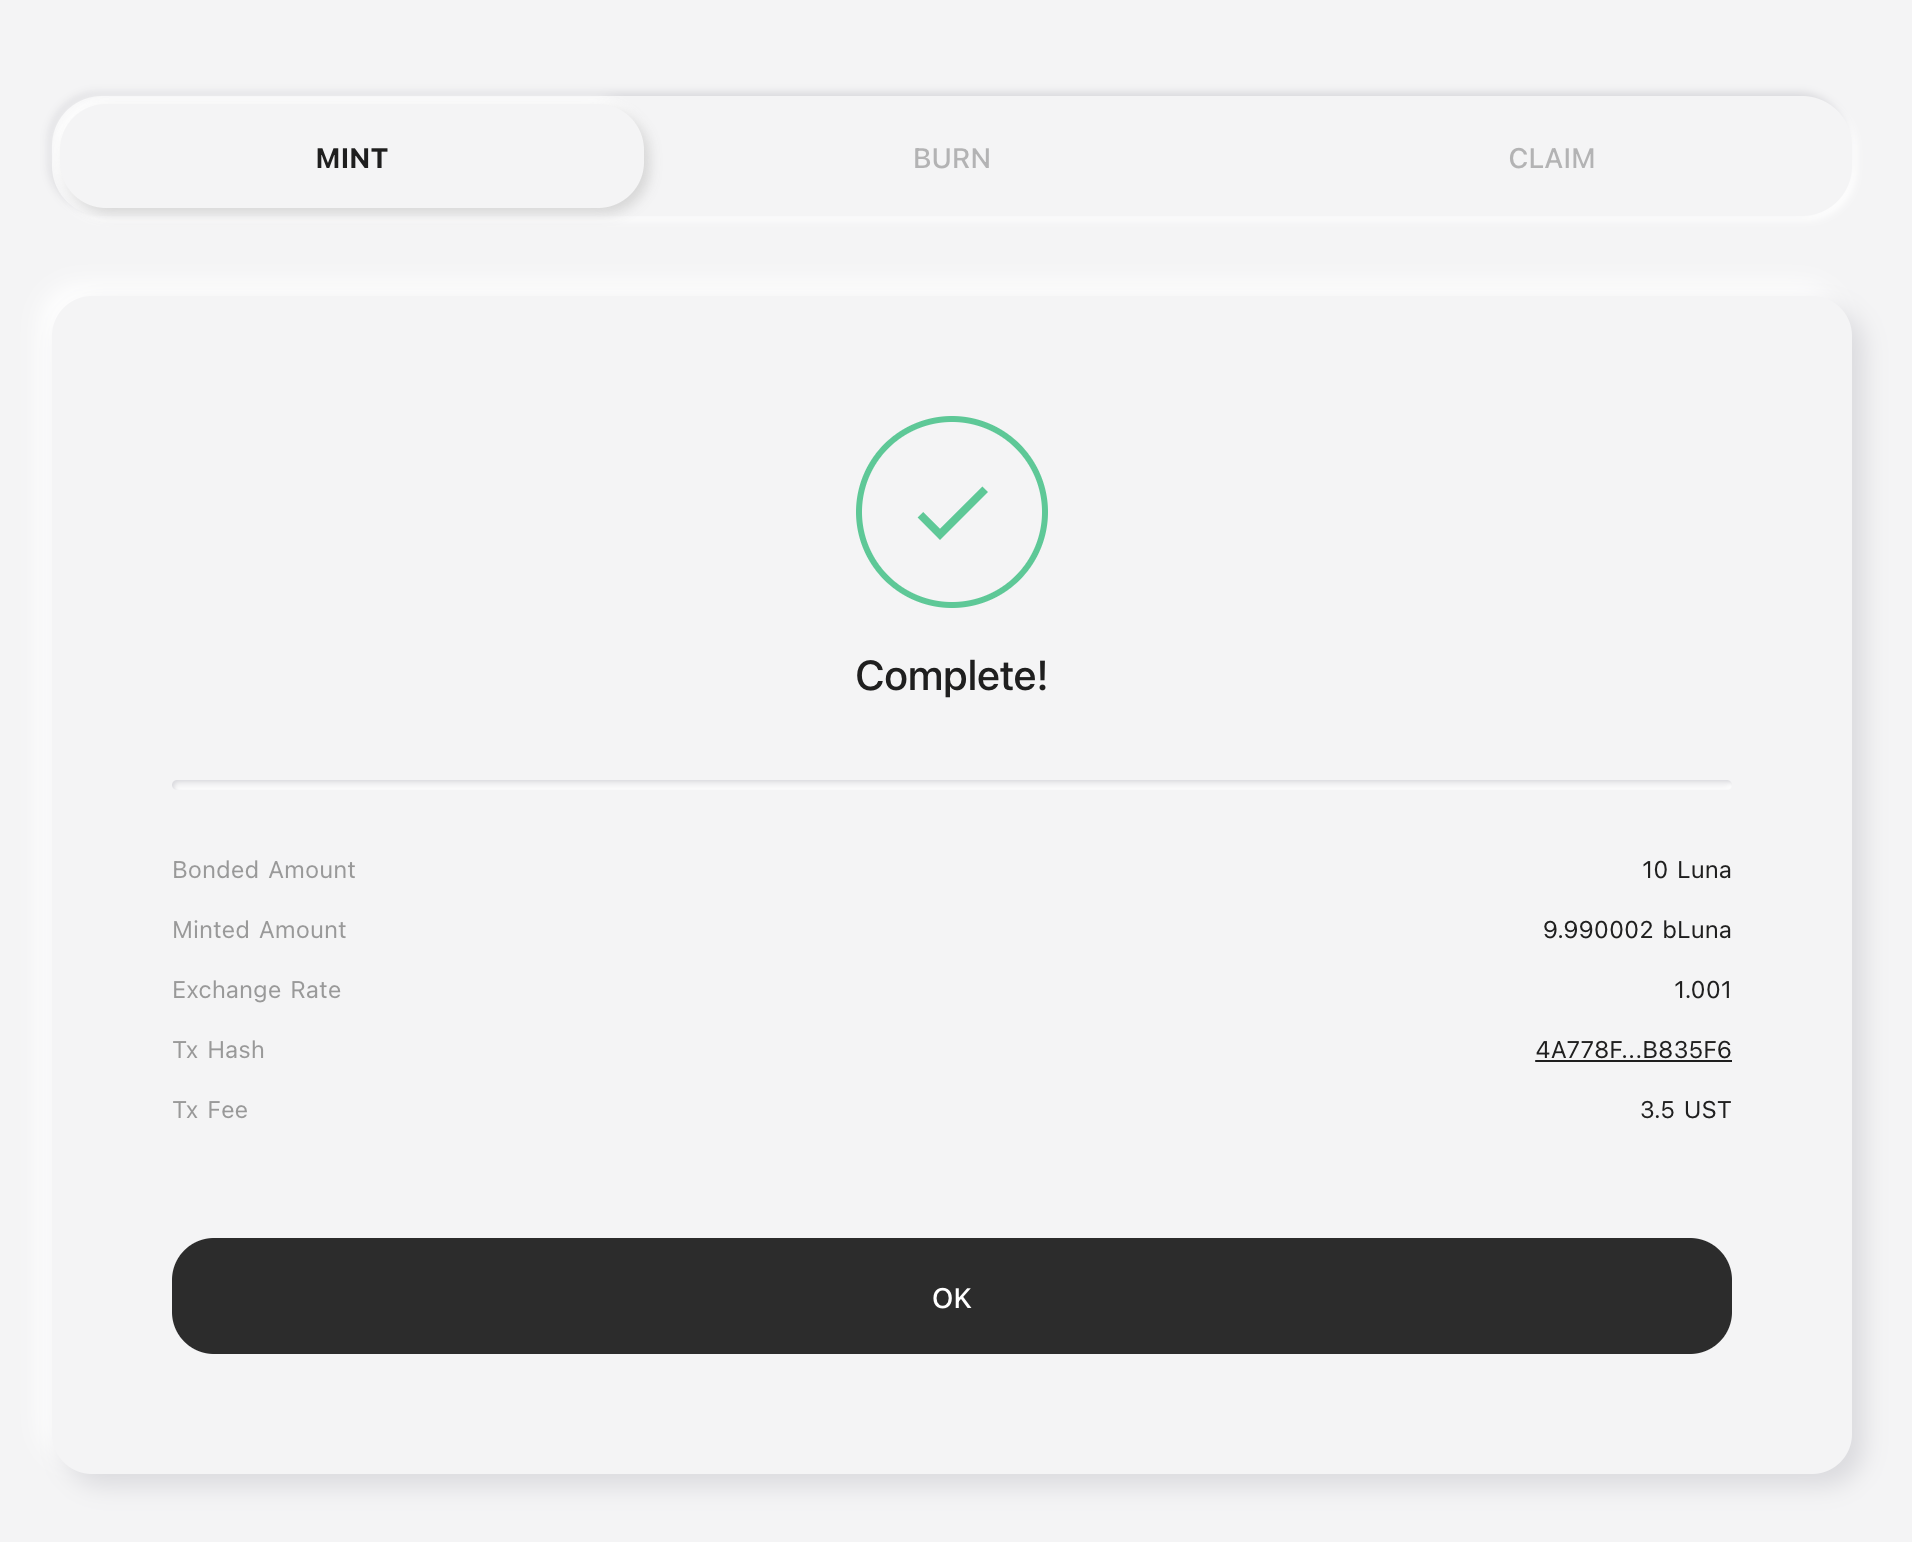 MINT BURN CLAIM
Complete!
Bonded Amount 10 Luna
Minted Amount 9.990002 bLuna
Exchange Rate 1.001
Tx Hash 4A778F...B835F6
Tx Fee 3.5 UST
OK